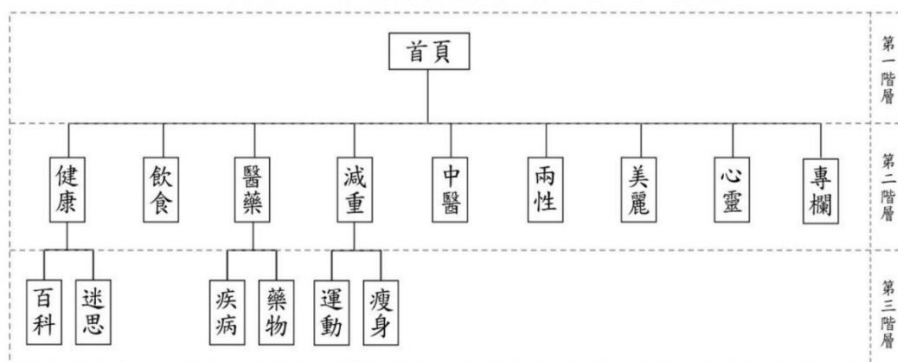 首頁
第一階層
健康
飲食
醫藥
減重
中醫
兩性
美麗
心靈
專欄
第二階層
百科
迷思
疾病
藥物
運動
瘦身
第三階層